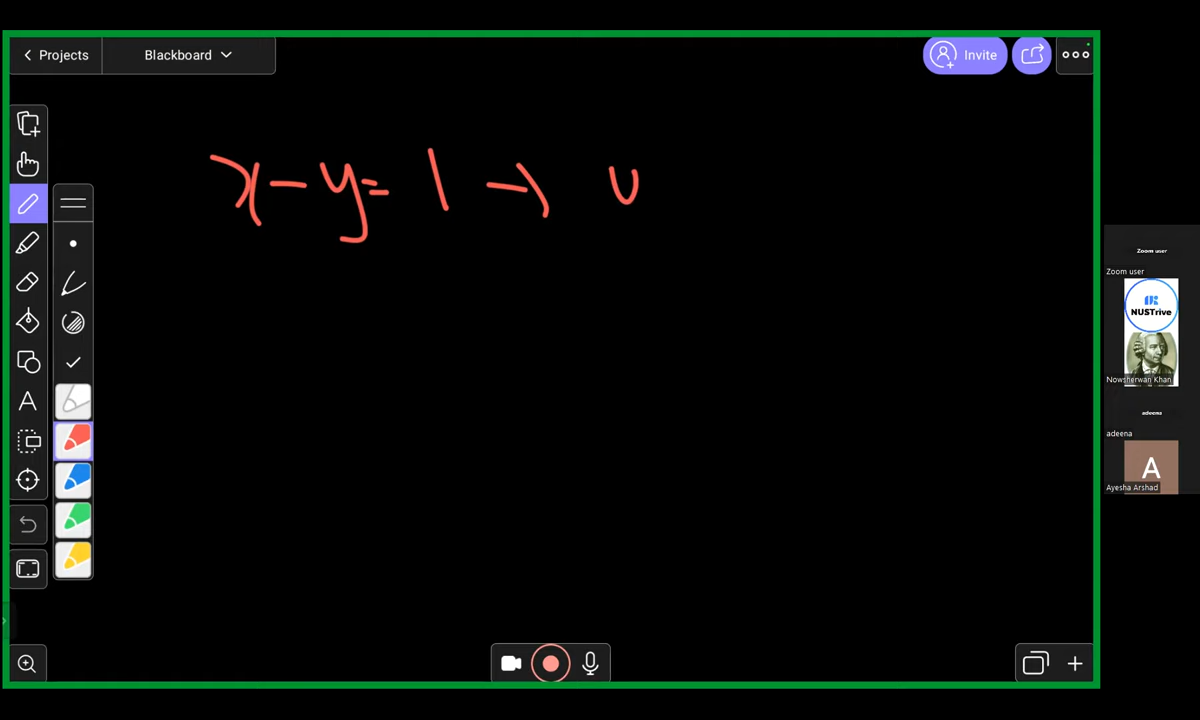 Projects
Blackboard
Invite
x - y = 1 → u
A
Zoom user
Zoom user
NUSTrive
Nowsherwan Khan
adeena
adeena
A
Ayesha Arshad